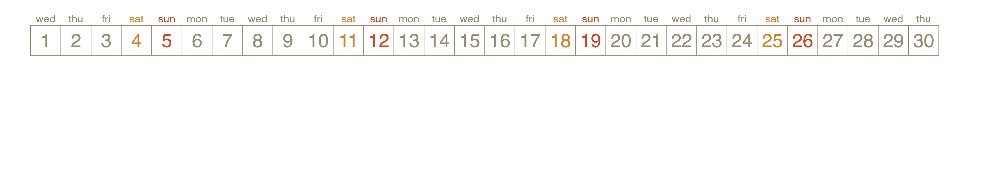 wed thu fri sat sun mon tue wed thu fri sat sun mon tue wed thu fri sat sun mon tue wed thu fri sat sun mon tue wed thu
1 2 3 4 5 6 7 8 9 10 11 12 13 14 15 16 17 18 19 20 21 22 23 24 25 26 27 28 29 30